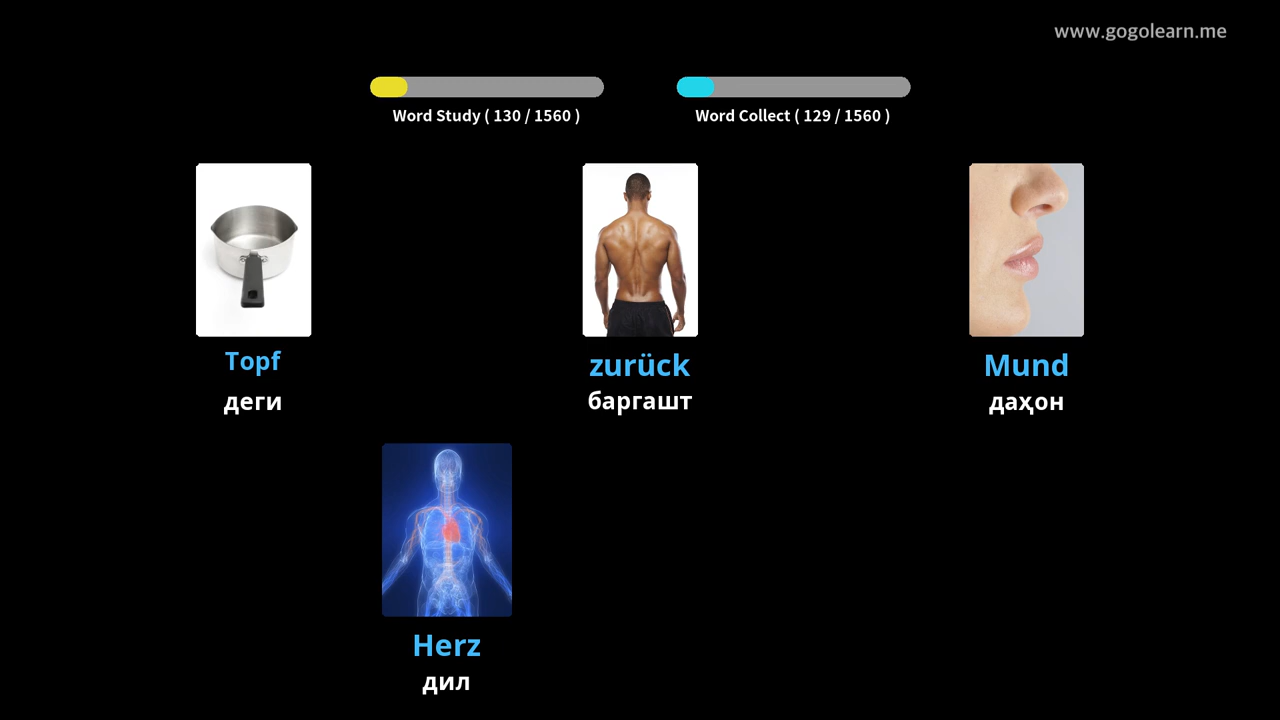 www.gogolearn.me
Word Study ( 130 / 1560 )
Word Collect ( 129 / 1560 )
Topf
деги
zurück
баргашт
Mund
даҳон
Herz
дил